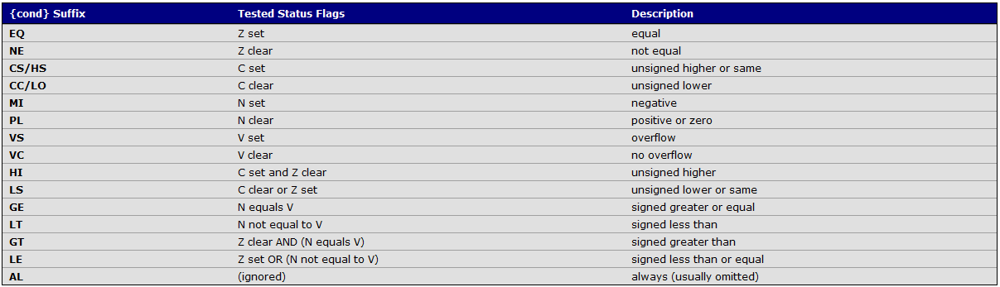 {cond} Suffix Tested Status Flags Description
EQ Z set equal
NE Z clear not equal
CS/HS C set unsigned higher or same
CC/LO C clear unsigned lower
MI N set negative
PL N clear positive or zero
VS V set overflow
VC V clear no overflow
HI C set and Z clear unsigned higher
LS C clear or Z set unsigned lower or same
GE N equals V signed greater or equal
LT N not equal to V signed less than
GT Z clear AND (N equals V) signed greater than
LE Z set OR (N not equal to V) signed less than or equal
AL (ignored) always (usually omitted)